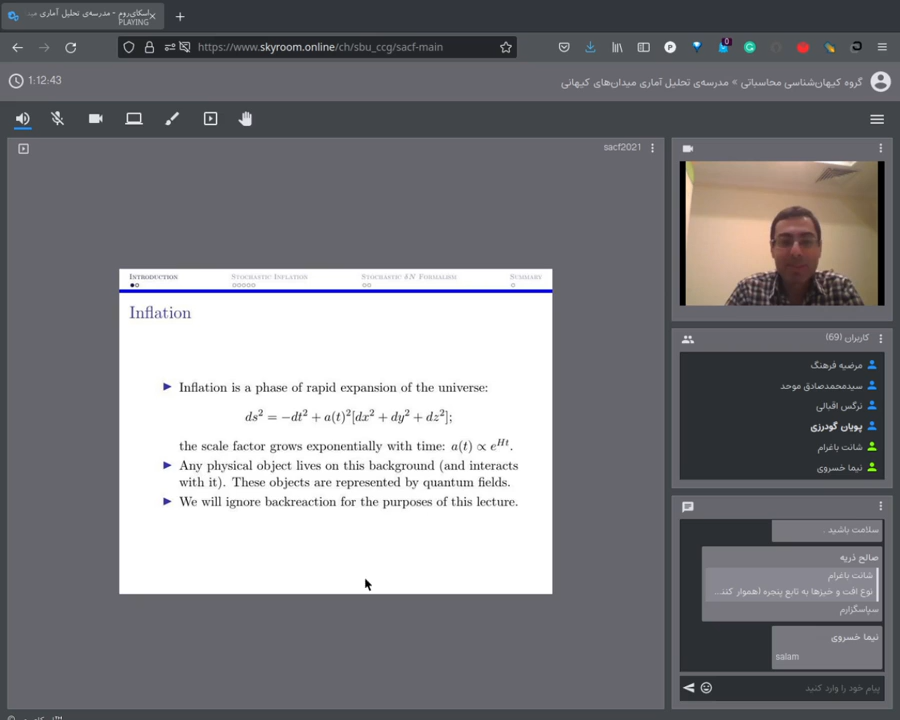 اسکای‌روم - مدرسه‌ی تحلیل آماری مید
PLAYING
https://www.skyroom.online/ch/sbu_ccg/sacf-main
0
1:12:43
گروه کیهان‌شناسی محاسباتی » مدرسه‌ی تحلیل آماری میدان‌های کیهانی
sacf2021
INTRODUCTION
STOCHASTIC INFLATION
STOCHASTIC δN FORMALISM
SUMMARY
Inflation
► Inflation is a phase of rapid expansion of the universe:
ds² = −dt² + a(t)²[dx² + dy² + dz²];
the scale factor grows exponentially with time: a(t) ∝ e^{Ht}.
► Any physical object lives on this background (and interacts
with it). These objects are represented by quantum fields.
► We will ignore backreaction for the purposes of this lecture.
کاربران (69)
مرضیه فرهنگ
سیدمحمدصادق موحد
نرگس اقبالی
پویان گودرزی
شانت باغرام
نیما خسروی
سلامت باشید .
صالح ذریه
شانت باغرام
نوع افت و خیزها به تابع پنجره (هموار کند...
سپاسگزارم
نیما خسروی
salam
پیام خود را وارد کنید